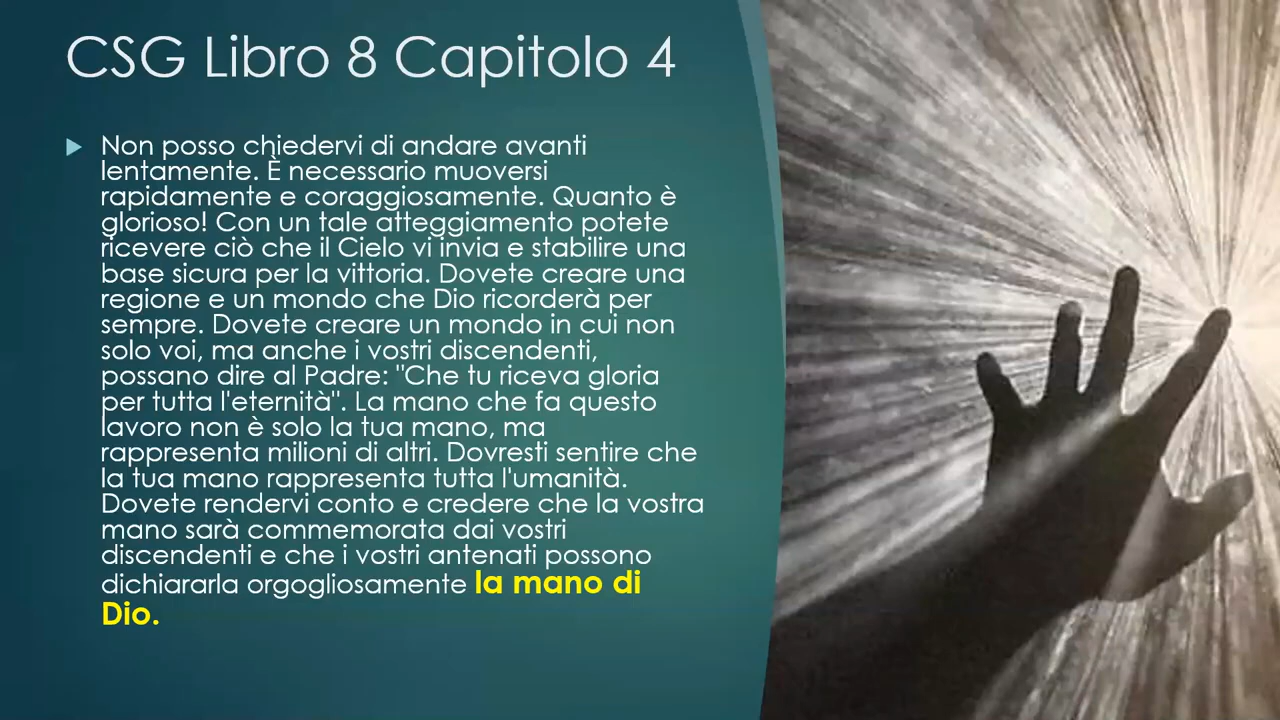 CSG Libro 8 Capitolo 4
Non posso chiedervi di andare avanti
lentamente. È necessario muoversi
rapidamente e coraggiosamente. Quanto è
glorioso! Con un tale atteggiamento potete
ricevere ciò che il Cielo vi invia e stabilire una
base sicura per la vittoria. Dovete creare una
regione e un mondo che Dio ricorderà per
sempre. Dovete creare un mondo in cui non
solo voi, ma anche i vostri discendenti,
possano dire al Padre: "Che tu riceva gloria
per tutta l'eternità". La mano che fa questo
lavoro non è solo la tua mano, ma
rappresenta milioni di altri. Dovresti sentire che
la tua mano rappresenta tutta l'umanità.
Dovete rendervi conto e credere che la vostra
mano sarà commemorata dai vostri
discendenti e che i vostri antenati possono
dichiararla orgogliosamente la mano di
Dio.